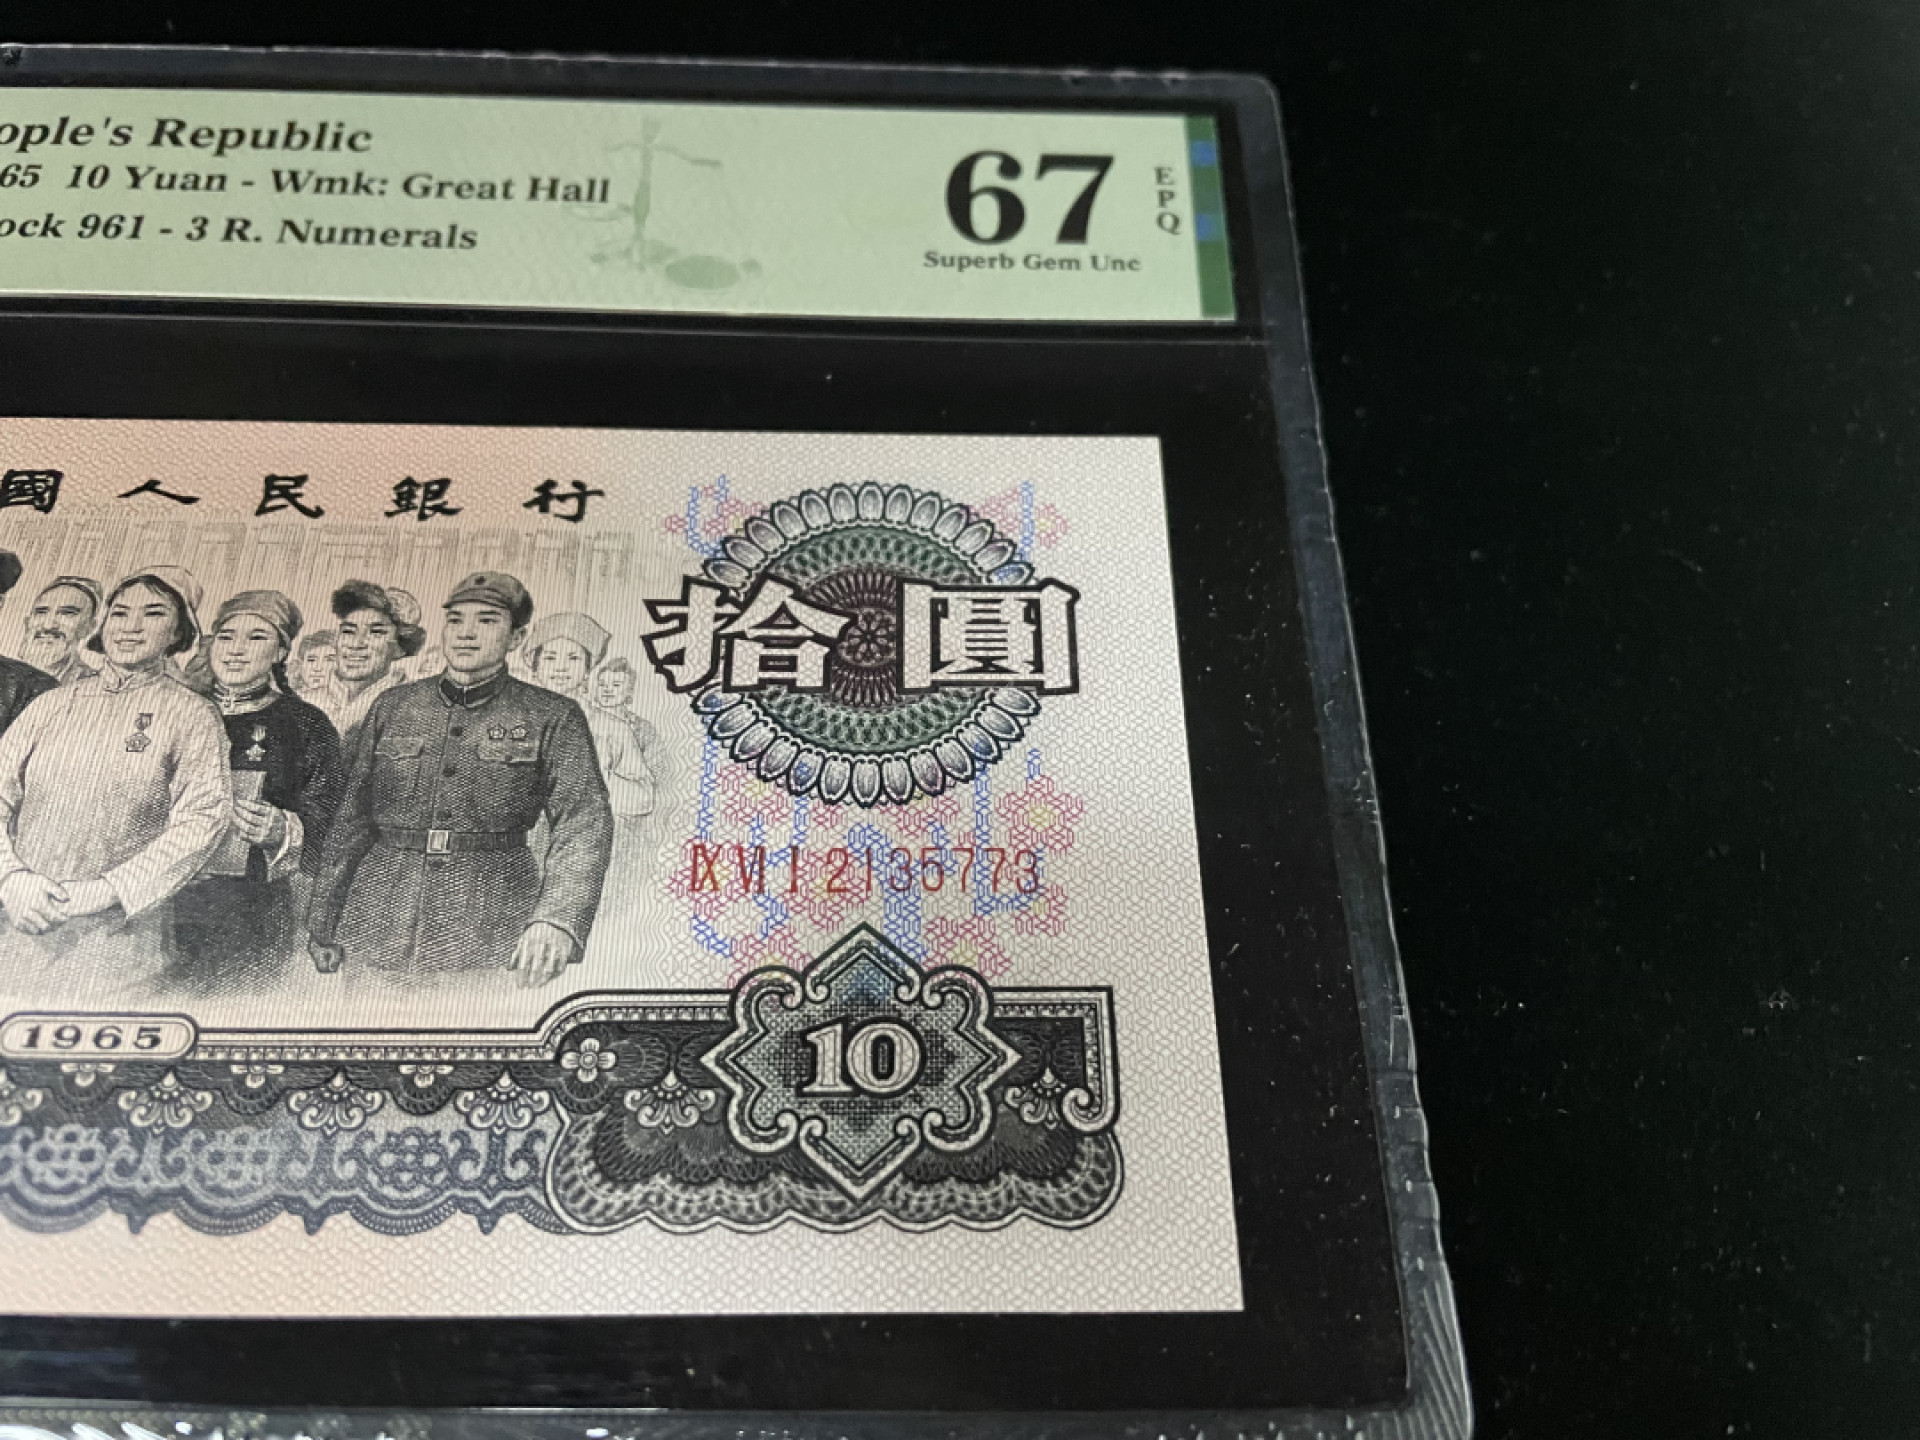 ople's Republic
65 10 Yuan - Wmk: Great Hall
ock 961 - 3 R. Numerals
67
EPQ
Superb Gem Unc
國人民銀行
拾圓
IX VI I 2135773
1965
10